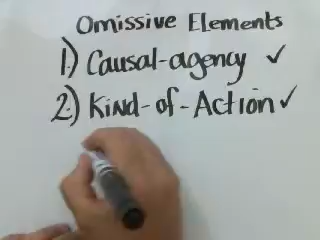 Omissive Elements
1.) Causal-agency ✓
2.) Kind-of-Action ✓